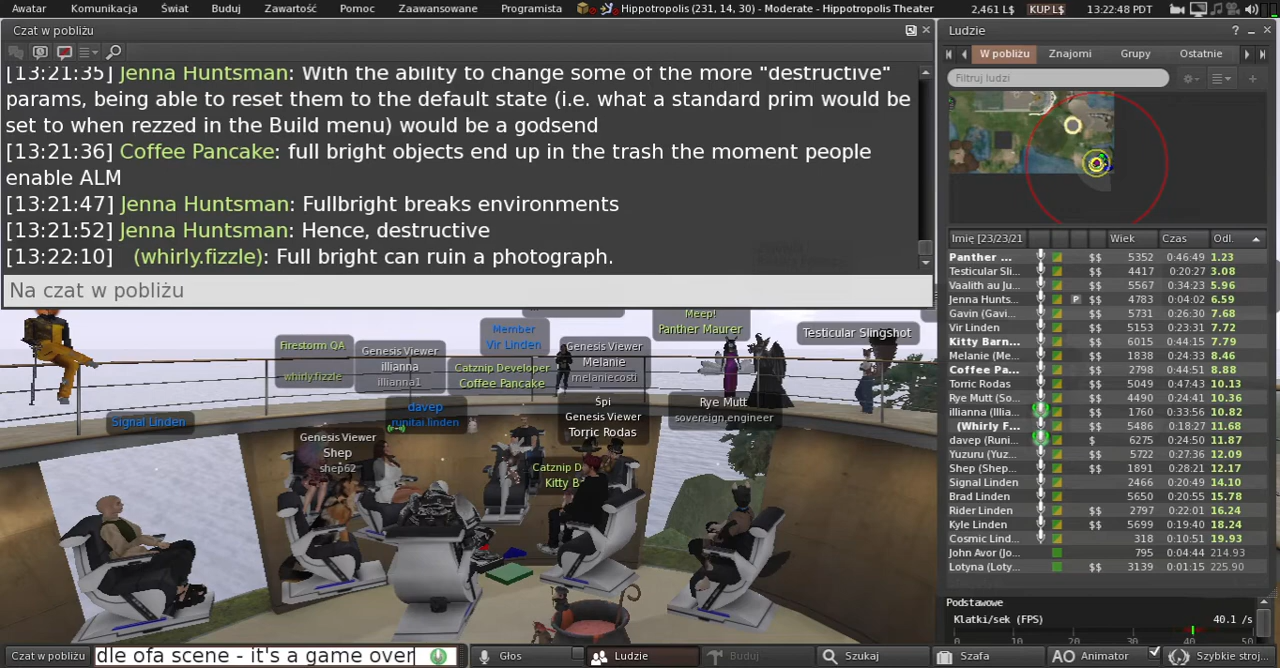 Awatar Komunikacja Świat Buduj Zawartość Pomoc Zaawansowane Programista Hippotropolis (231, 14, 30) - Moderate - Hippotropolis Theater 2,461 L$ KUP L$ 13:22:48 PDT
Czat w pobliżu
[13:21:35] Jenna Huntsman: With the ability to change some of the more "destructive"
params, being able to reset them to the default state (i.e. what a standard prim would be
set to when rezzed in the Build menu) would be a godsend
[13:21:36] Coffee Pancake: full bright objects end up in the trash the moment people
enable ALM
[13:21:47] Jenna Huntsman: Fullbright breaks environments
[13:21:52] Jenna Huntsman: Hence, destructive
[13:22:10] (whirly.fizzle): Full bright can ruin a photograph.
Na czat w pobliżu
Meep!
Panther Maurer
Testicular Slingshot
Member
Vir Linden
Firestorm QA
whirly.fizzle
Genesis Viewer
illianna
illianna1
Catznip Developer
Coffee Pancake
Genesis Viewer
Melanie
melaniecosti
Śpi
Genesis Viewer
Torric Rodas
Rye Mutt
sovereign.engineer
Signal Linden
davep
runitai.linden
Genesis Viewer
Shep
shep62
Catznip D
Kitty Ba
Ludzie
W pobliżu Znajomi Grupy Ostatnie
Filtruj ludzi
Imię [23/23/21 Wiek Czas Odl.
Panther ... 5352 0:46:49 1.23
Testicular Sli... 4417 0:20:27 3.08
Vaalith au Ju $$ 5567 0:34:23 5.96
Jenna Hunts... P $$ 4783 0:04:02 6.59
Gavin (Gavi... $$ 5731 0:26:30 7.68
Vir Linden 5153 0:23:31 7.72
Kitty Barn... $$ 6015 0:44:15 7.79
Melanie (Me... 1838 0:24:33 8.46
Coffee Pa... $$ 2798 0:44:51 8.88
Torric Rodas 5049 0:47:43 10.13
Rye Mutt (So... $$ 4490 0:24:41 10.36
illianna (Illia... 1760 0:33:56 10.82
(Whirly F... $$ 5486 0:18:27 11.68
davep (Runi... $ 6275 0:24:50 11.87
Yuzuru (Yuz... $$ 5722 0:27:36 12.09
Shep (Shep... $$ 1891 0:28:21 12.17
Signal Linden 2466 0:20:49 14.10
Brad Linden 5650 0:20:55 15.78
Rider Linden $$ 2797 0:22:01 16.24
Kyle Linden $$ 5699 0:19:40 18.24
Cosmic Lind... 318 0:10:51 19.93
John Avor (Jo... 795 0:04:44 214.93
Lotyna (Loty... $$ 3139 0:01:15 225.90
Podstawowe
Klatki/sek (FPS) 40.1 /s
0 10 20 30 40 50
Czat w pobliżu dle ofa scene - it's a game over Głos Ludzie Buduj Szukaj Szafa AO Animator Szybkie stroj...